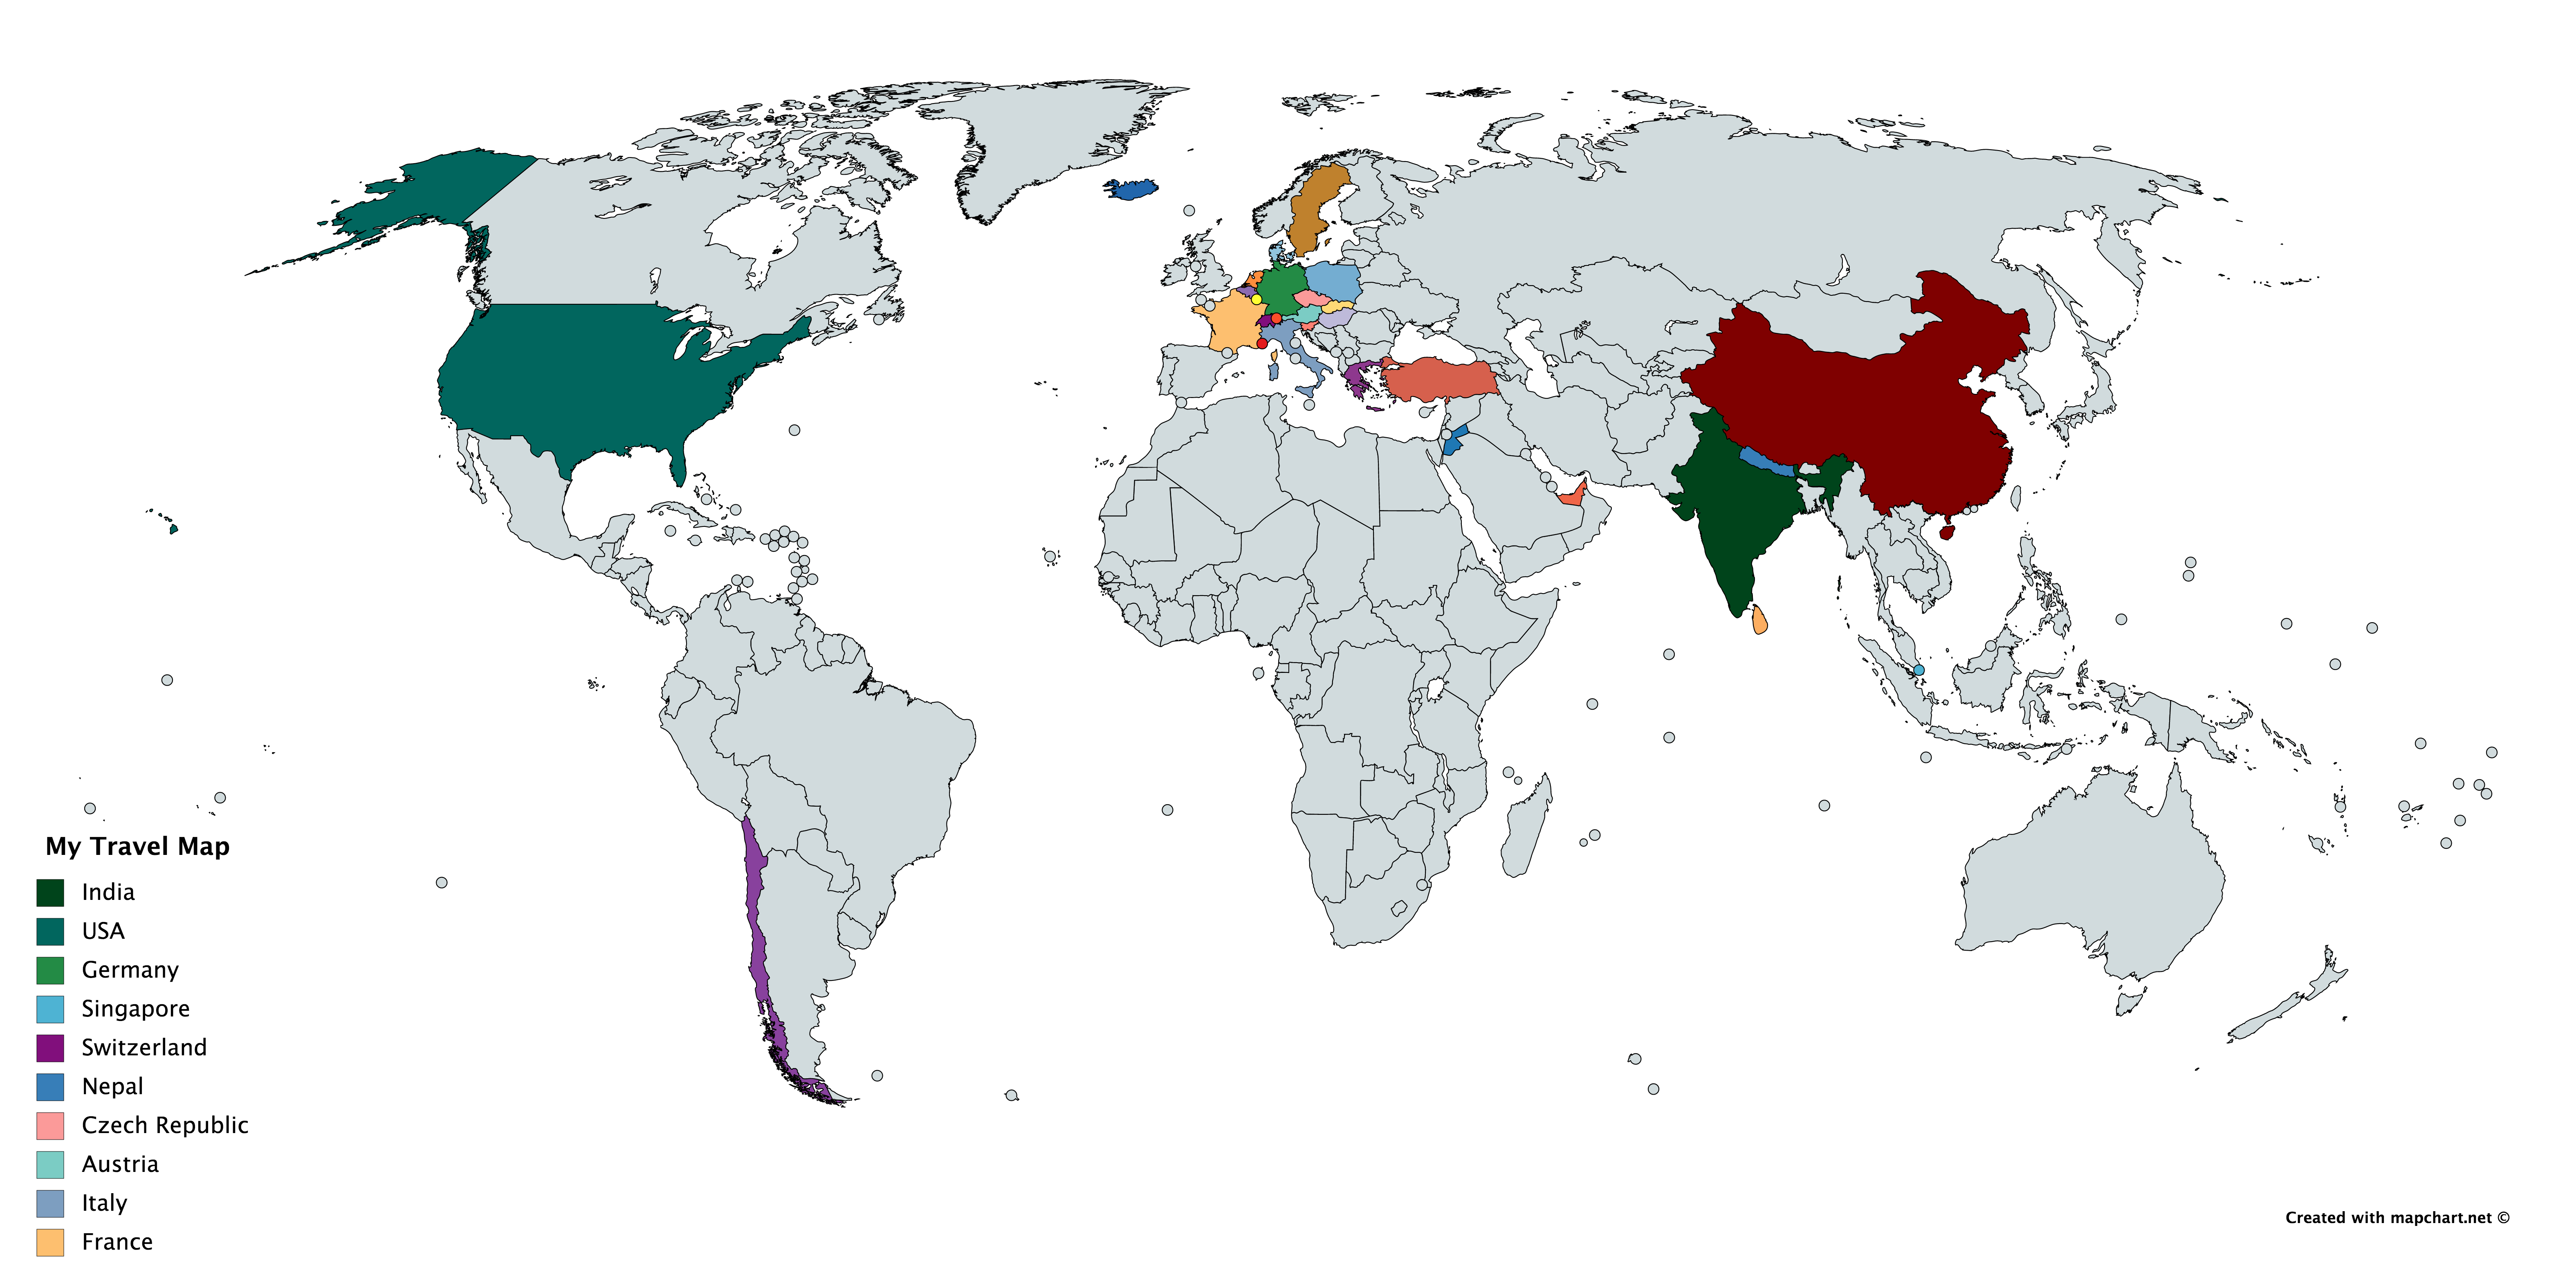 My Travel Map
India
USA
Germany
Singapore
Switzerland
Nepal
Czech Republic
Austria
Italy
France
Created with mapchart.net ©